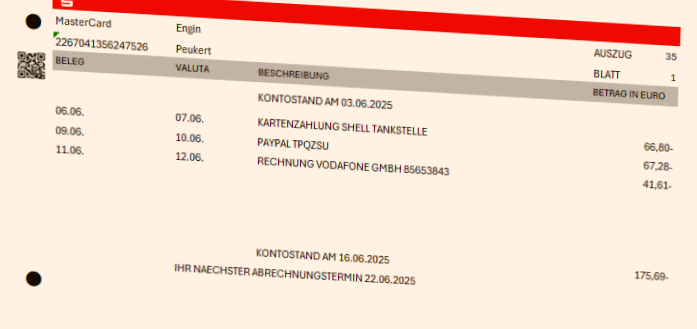 MasterCard Engin AUSZUG 35
2267041356247526 Peukert BLATT 1
BELEG VALUTA BESCHREIBUNG BETRAG IN EURO
KONTOSTAND AM 03.06.2025
06.06. 07.06. KARTENZAHLUNG SHELL TANKSTELLE 66,80-
09.06. 10.06. PAYPAL TPQZSU 67,28-
11.06. 12.06. RECHNUNG VODAFONE GMBH 85653843 41,61-
KONTOSTAND AM 16.06.2025 175,69-
IHR NAECHSTER ABRECHNUNGSTERMIN 22.06.2025